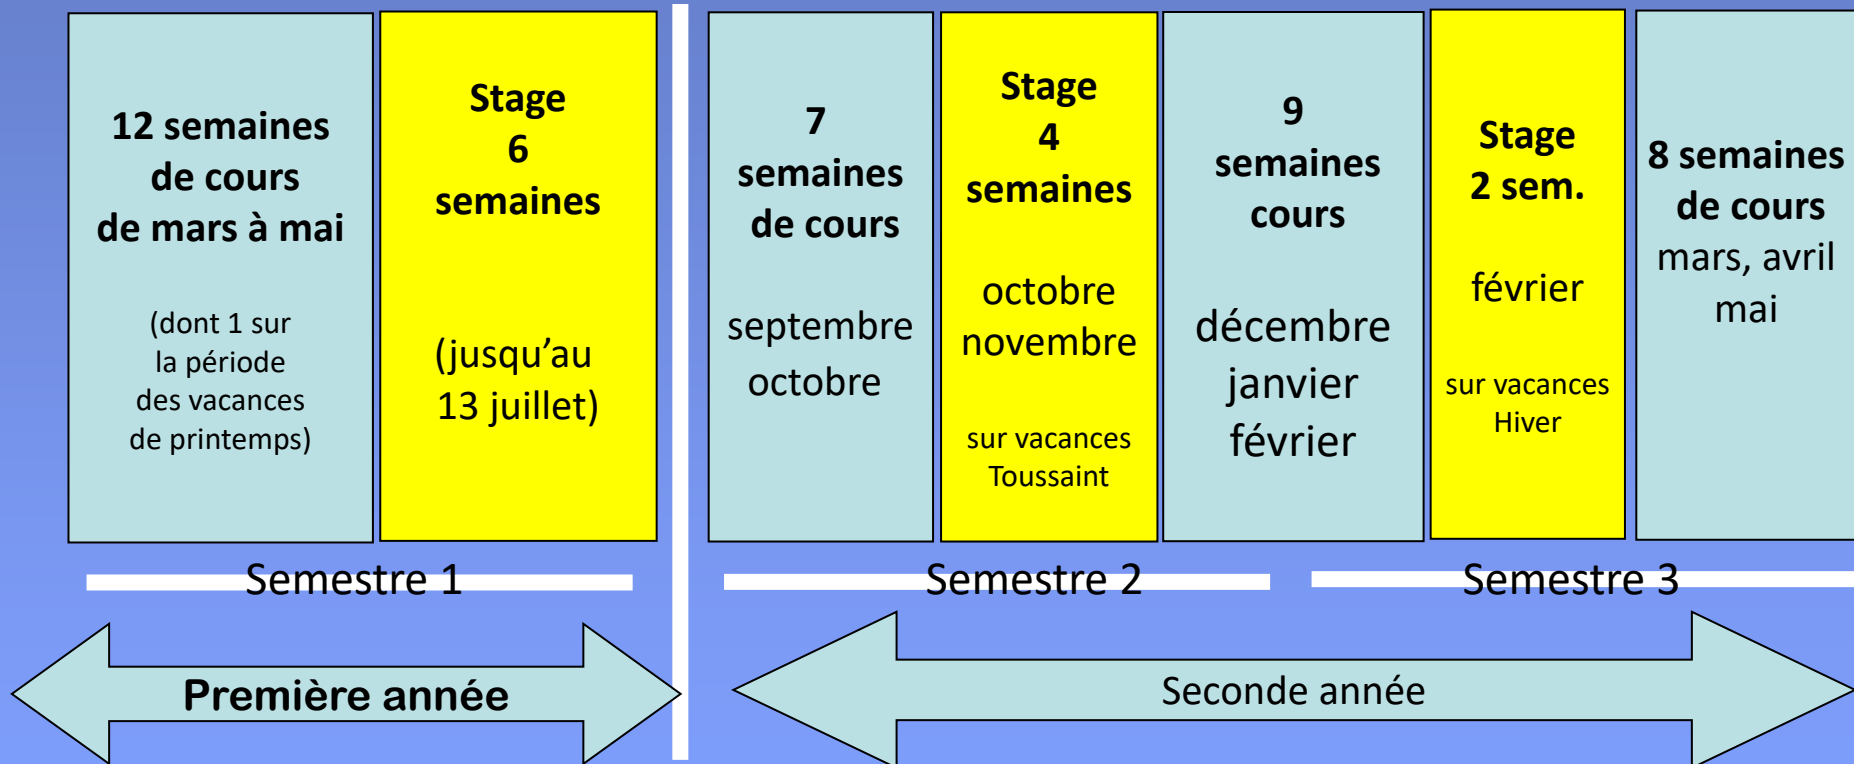 12 semaines
de cours
de mars à mai
(dont 1 sur
la période
des vacances
de printemps)
Stage
6
semaines
(jusqu’au
13 juillet)
7
semaines
de cours
septembre
octobre
Stage
4
semaines
octobre
novembre
sur vacances
Toussaint
9
semaines
cours
décembre
janvier
février
Stage
2 sem.
février
sur vacances
Hiver
8 semaines
de cours
mars, avril
mai
Semestre 1
Semestre 2
Semestre 3
Première année
Seconde année